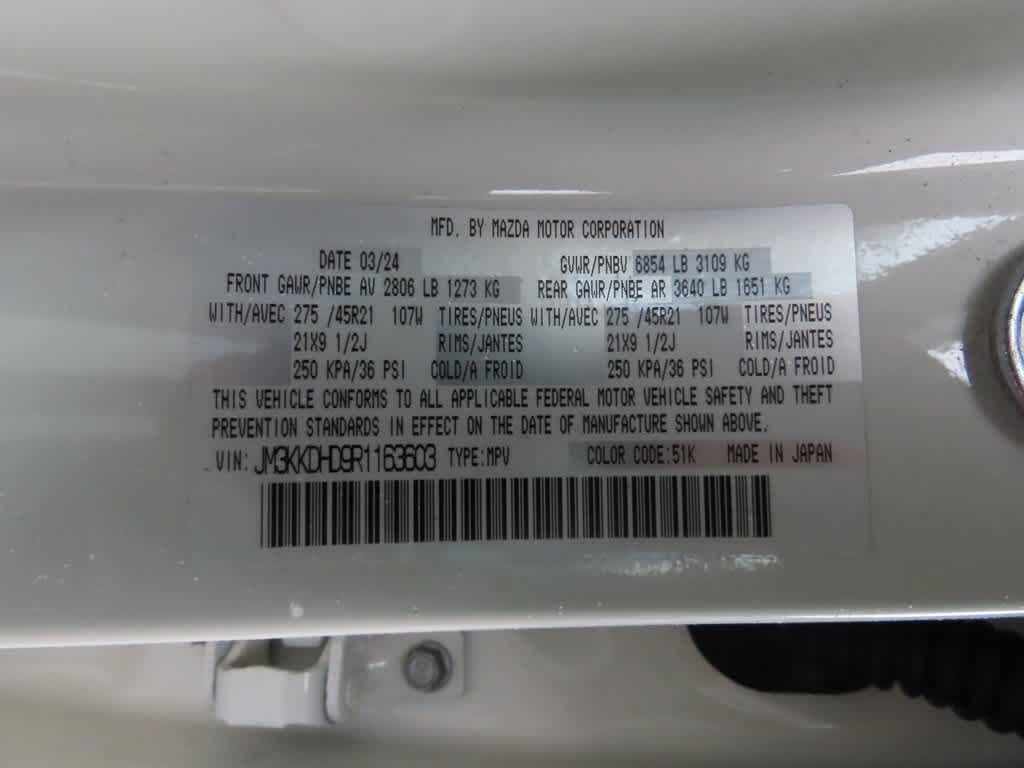 MFD. BY MAZDA MOTOR CORPORATION
DATE 03/24 GVWR/PNBV 6854 LB 3109 KG
FRONT GAWR/PNBE AV 2806 LB 1273 KG REAR GAWR/PNBE AR 3640 LB 1651 KG
WITH/AVEC 275 /45R21 107W TIRES/PNEUS WITH/AVEC 275 /45R21 107W TIRES/PNEUS
21X9 1/2J RIMS/JANTES 21X9 1/2J RIMS/JANTES
250 KPA/36 PSI COLD/A FROID 250 KPA/36 PSI COLD/A FROID
THIS VEHICLE CONFORMS TO ALL APPLICABLE FEDERAL MOTOR VEHICLE SAFETY AND THEFT
PREVENTION STANDARDS IN EFFECT ON THE DATE OF MANUFACTURE SHOWN ABOVE.
VIN: JM3KKDHD9R1163603 TYPE:MPV COLOR CODE:51K MADE IN JAPAN